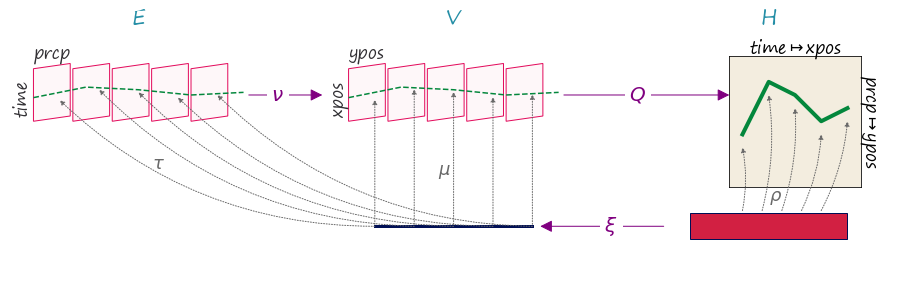 E
V
H
prcp
time
ypos
xpos
time ↦ xpos
prcp ↦ ypos
ν
Q
τ
μ
ρ
ξ